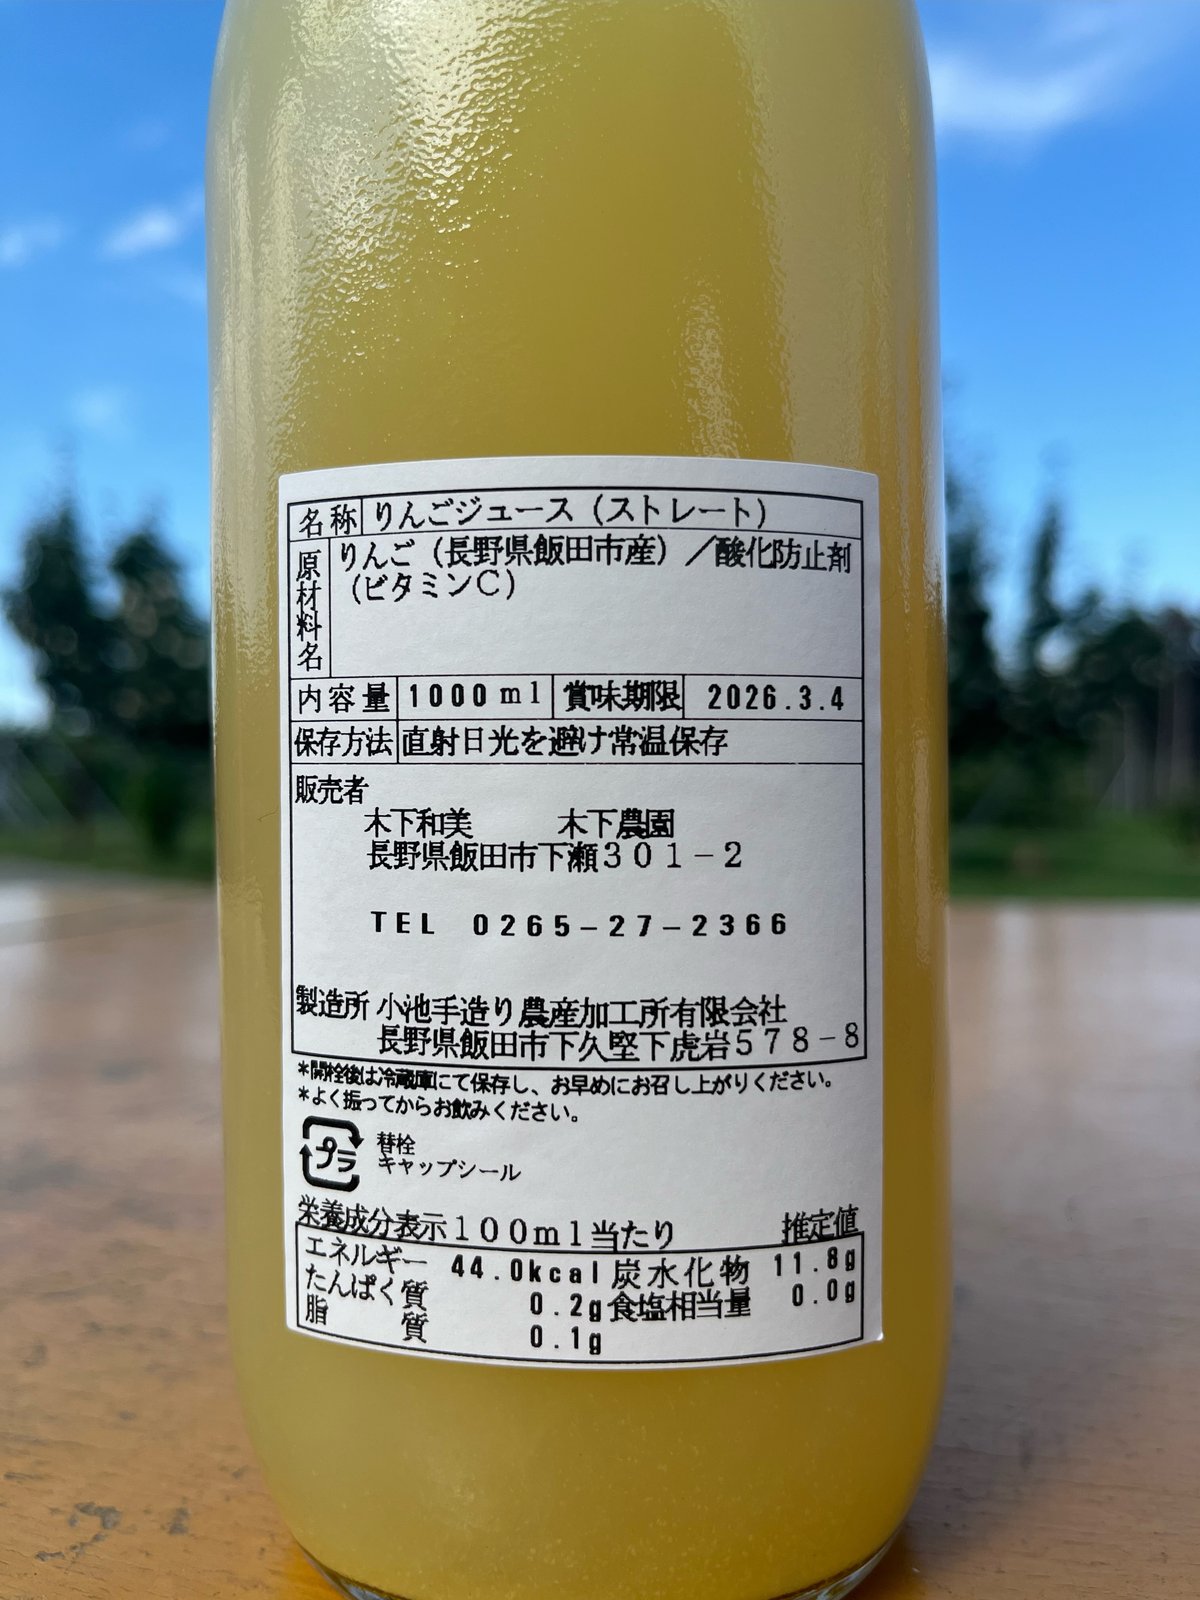 名称 りんごジュース（ストレート）
原材料名 りんご（長野県飯田市産）／酸化防止剤
（ビタミンC）
内容量 1000ml 賞味期限 2026.3.4
保存方法 直射日光を避け常温保存
販売者
木下和美　木下農園
長野県飯田市下瀬301－2
TEL 0265－27－2366
製造所 小池手造り農産加工所有限会社
長野県飯田市下久堅下虎岩578－8
*開栓後は冷蔵庫にて保存し、お早めにお召し上がりください。
*よく振ってからお飲みください。
プラ 替栓
キャップシール
栄養成分表示100ml当たり 推定値
エネルギー 44.0kcal 炭水化物 11.8g
たんぱく質 0.2g 食塩相当量 0.0g
脂質 0.1g